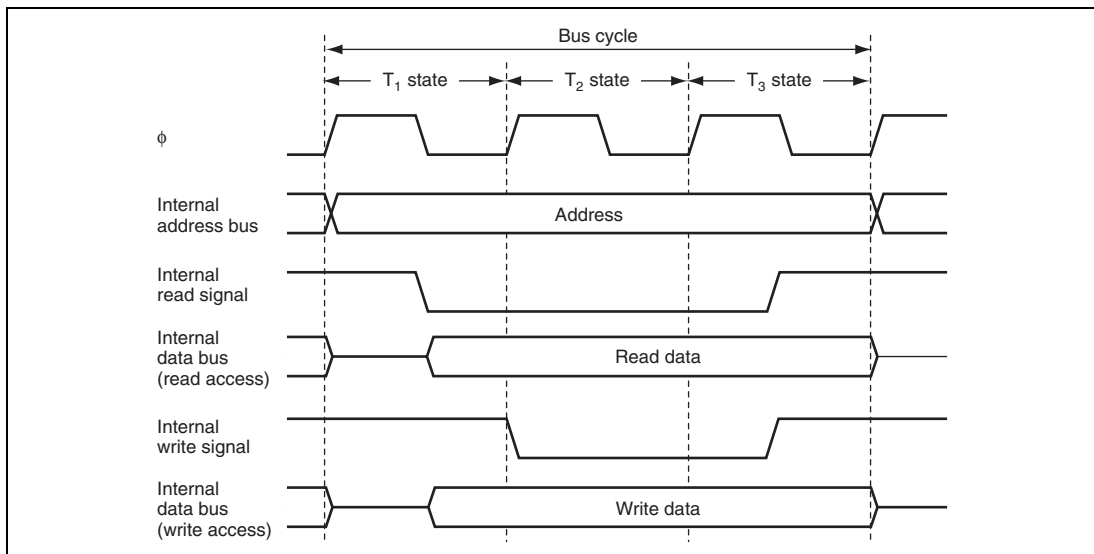 Bus cycle
T₁ state
T₂ state
T₃ state
ϕ
Internal
address bus
Address
Internal
read signal
Internal
data bus
(read access)
Read data
Internal
write signal
Internal
data bus
(write access)
Write data